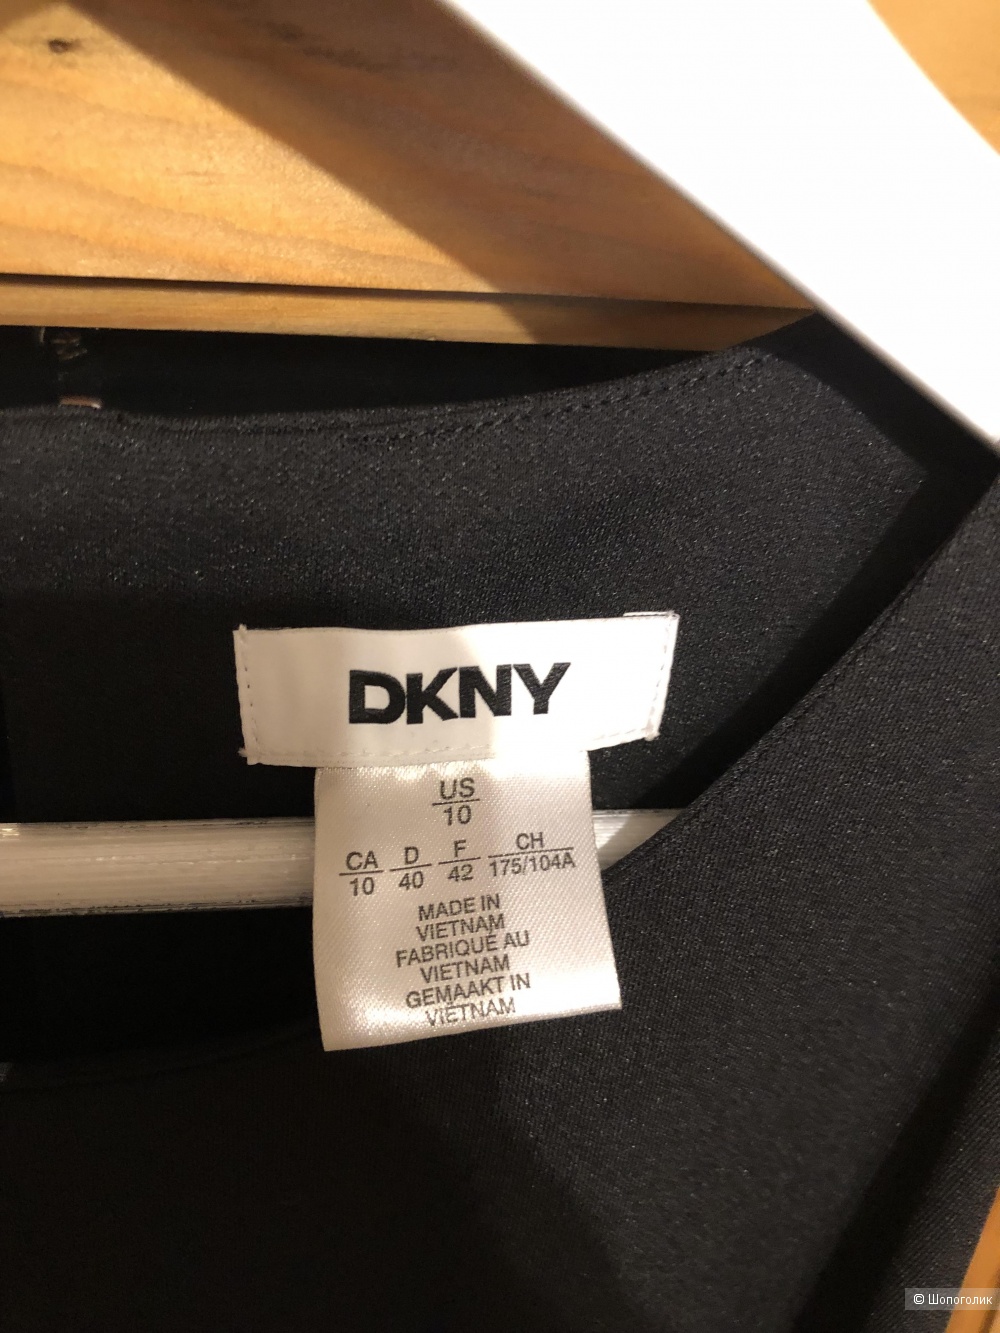 DKNY
US
10
CA D F CH
10 40 42 175/104A
MADE IN
VIETNAM
FABRIQUÉ AU
VIETNAM
GEMAAKT IN
VIËTNAM
© Шопоголик